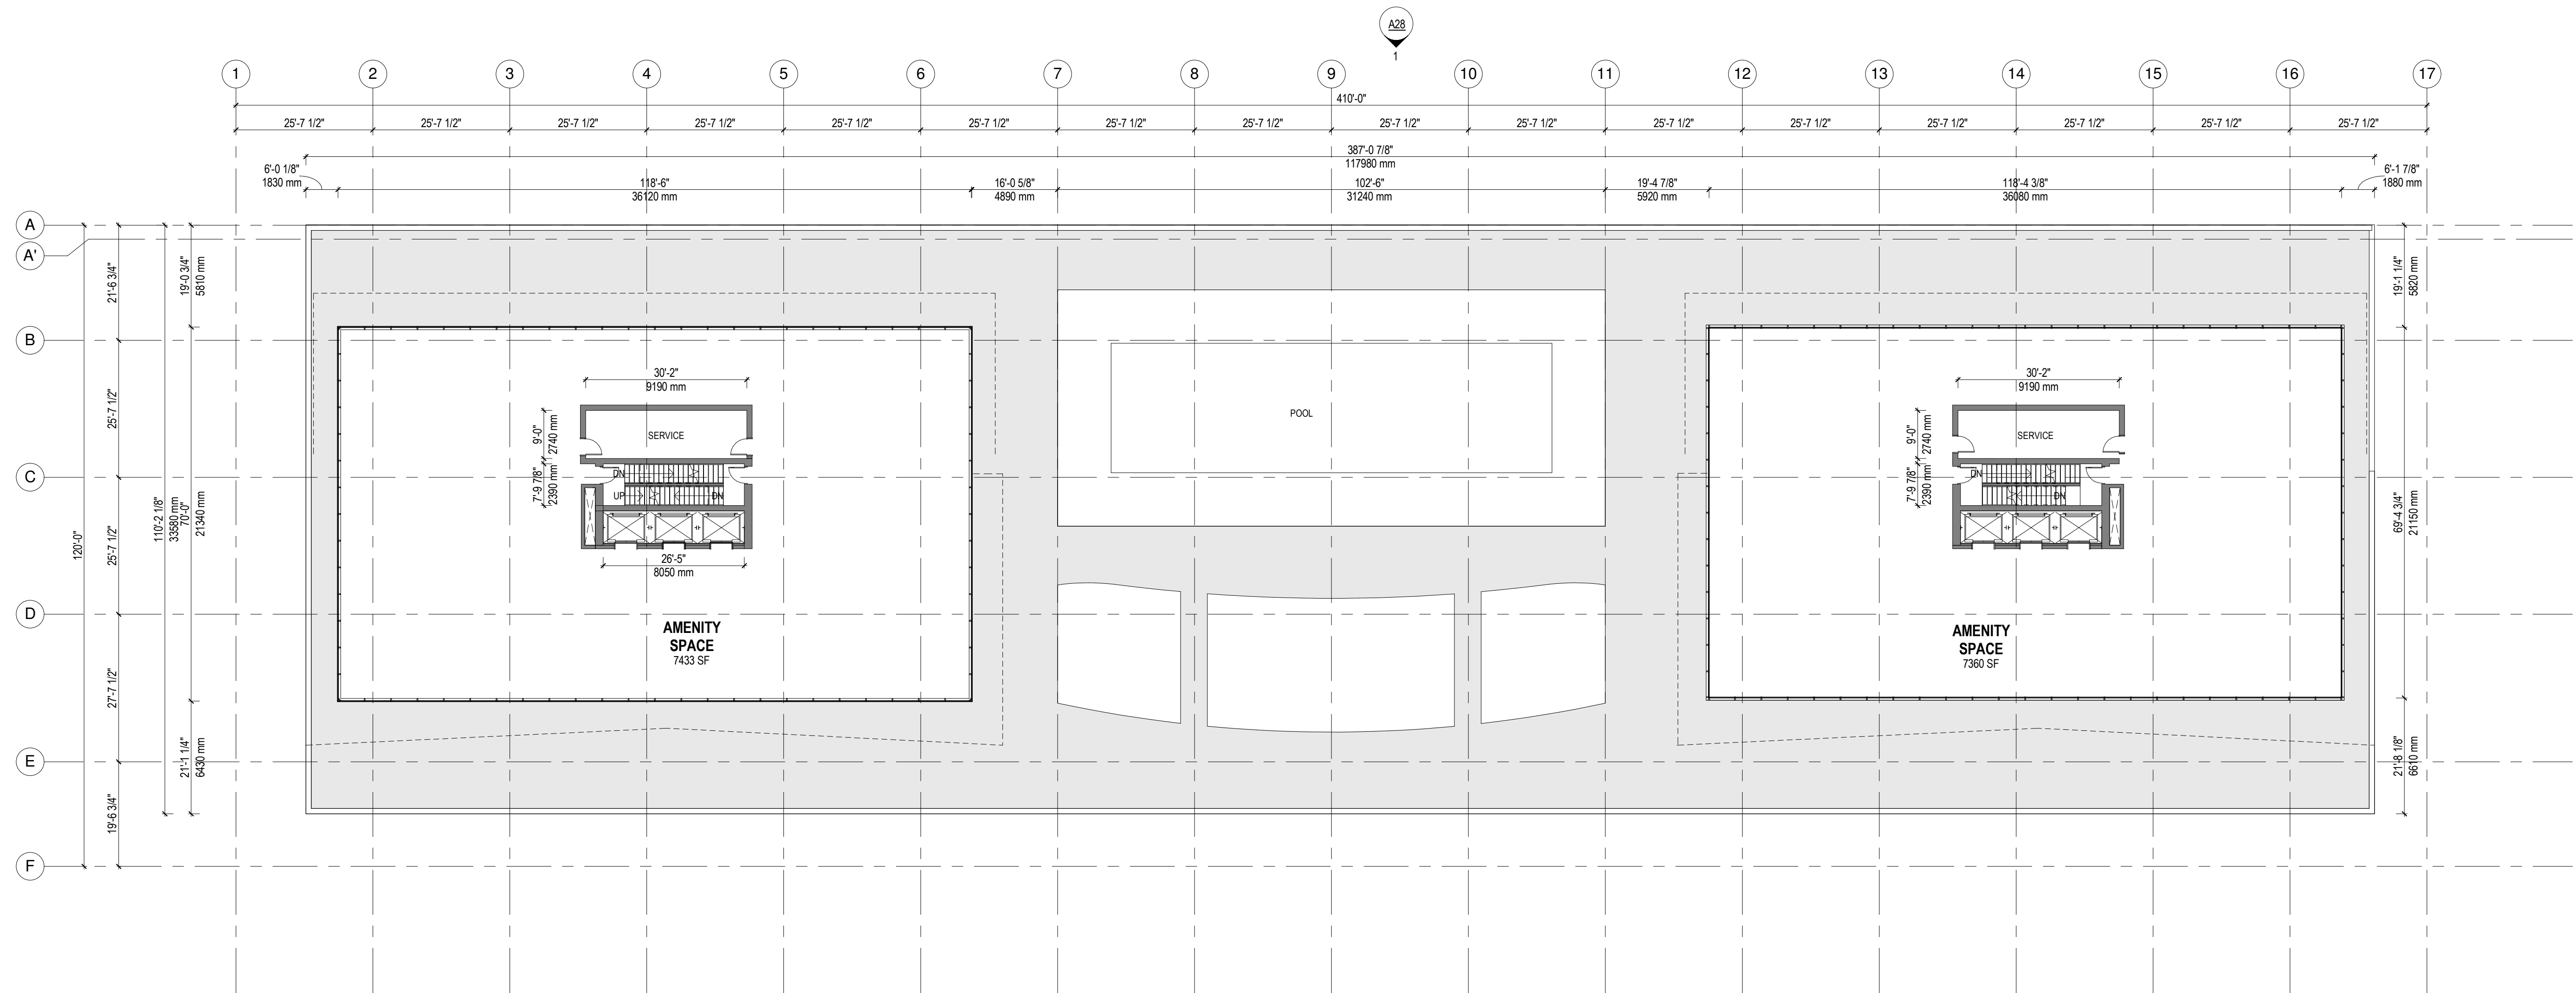 A28
1
1 2 3 4 5 6 7 8 9 10 11 12 13 14 15 16 17
410'-0"
25'-7 1/2" 25'-7 1/2" 25'-7 1/2" 25'-7 1/2" 25'-7 1/2" 25'-7 1/2" 25'-7 1/2" 25'-7 1/2" 25'-7 1/2" 25'-7 1/2" 25'-7 1/2" 25'-7 1/2" 25'-7 1/2" 25'-7 1/2" 25'-7 1/2" 25'-7 1/2"
387'-0 7/8"
117980 mm
6'-0 1/8"
1830 mm
118'-6"
36120 mm
16'-0 5/8"
4890 mm
102'-6"
31240 mm
19'-4 7/8"
5920 mm
118'-4 3/8"
36080 mm
6'-1 7/8"
1880 mm
A
A'
B
C
D
E
F
120'-0"
21'-6 3/4"
25'-7 1/2"
25'-7 1/2"
27'-7 1/2"
19'-6 3/4"
110'-2 1/8"
33580 mm
19'-0 3/4"
5810 mm
70'-0"
21340 mm
21'-1 1/4"
6430 mm
30'-2"
9190 mm
9'-0"
2740 mm
7'-9 7/8"
2390 mm
SERVICE
DN
UP
DN
26'-5"
8050 mm
AMENITY
SPACE
7433 SF
POOL
30'-2"
9190 mm
9'-0"
2740 mm
7'-9 7/8"
2390 mm
SERVICE
DN
DN
AMENITY
SPACE
7360 SF
19'-1 1/4"
5820 mm
69'-4 3/4"
21150 mm
21'-8 1/8"
6610 mm